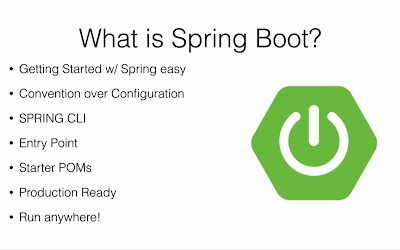 What is Spring Boot?
• Getting Started w/ Spring easy
• Convention over Configuration
• SPRING CLI
• Entry Point
• Starter POMs
• Production Ready
• Run anywhere!